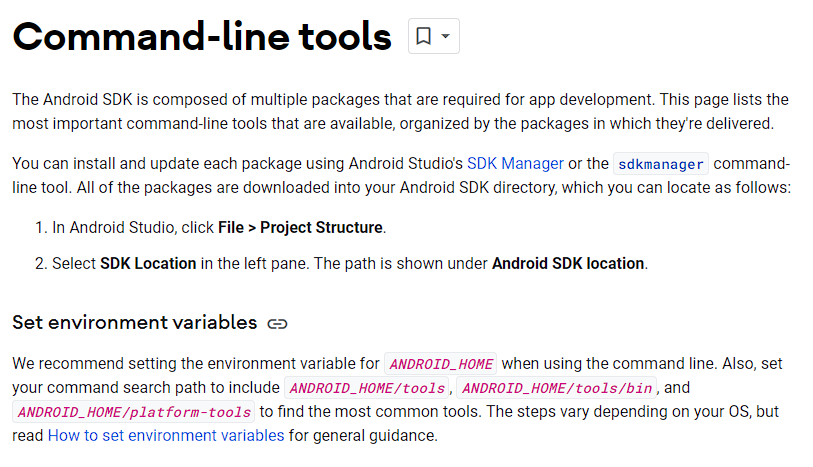 Command-line tools
The Android SDK is composed of multiple packages that are required for app development. This page lists the
most important command-line tools that are available, organized by the packages in which they're delivered.
You can install and update each package using Android Studio's SDK Manager or the sdkmanager command-
line tool. All of the packages are downloaded into your Android SDK directory, which you can locate as follows:
1. In Android Studio, click File > Project Structure.
2. Select SDK Location in the left pane. The path is shown under Android SDK location.
Set environment variables
We recommend setting the environment variable for ANDROID_HOME when using the command line. Also, set
your command search path to include ANDROID_HOME/tools, ANDROID_HOME/tools/bin, and
ANDROID_HOME/platform-tools to find the most common tools. The steps vary depending on your OS, but
read How to set environment variables for general guidance.